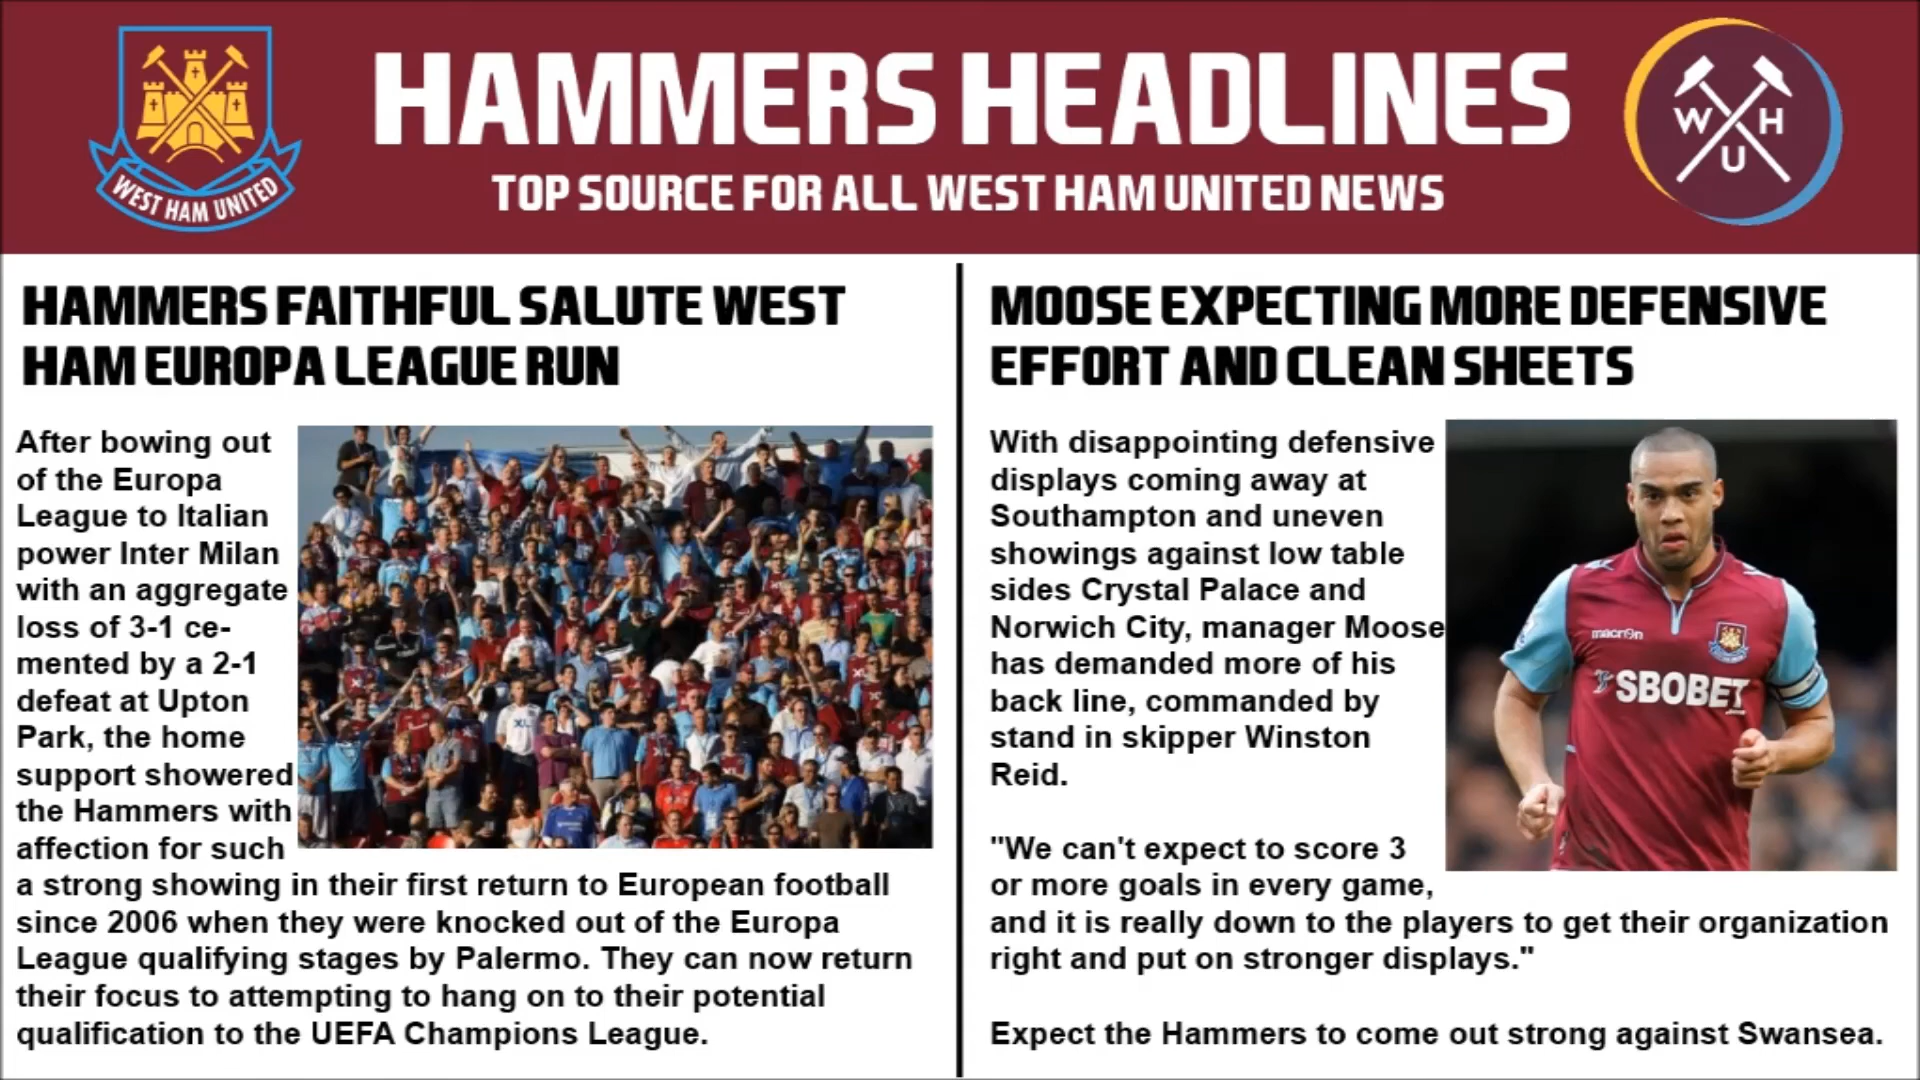 WEST HAM UNITED
HAMMERS HEADLINES
TOP SOURCE FOR ALL WEST HAM UNITED NEWS
W H
U
HAMMERS FAITHFUL SALUTE WEST
HAM EUROPA LEAGUE RUN
After bowing out
of the Europa
League to Italian
power Inter Milan
with an aggregate
loss of 3-1 ce-
mented by a 2-1
defeat at Upton
Park, the home
support showered
the Hammers with
affection for such
a strong showing in their first return to European football
since 2006 when they were knocked out of the Europa
League qualifying stages by Palermo. They can now return
their focus to attempting to hang on to their potential
qualification to the UEFA Champions League.
MOOSE EXPECTING MORE DEFENSIVE
EFFORT AND CLEAN SHEETS
With disappointing defensive
displays coming away at
Southampton and uneven
showings against low table
sides Crystal Palace and
Norwich City, manager Moose
has demanded more of his
back line, commanded by
stand in skipper Winston
Reid.
"We can't expect to score 3
or more goals in every game,
and it is really down to the players to get their organization
right and put on stronger displays."
Expect the Hammers to come out strong against Swansea.
macron
SBOBET